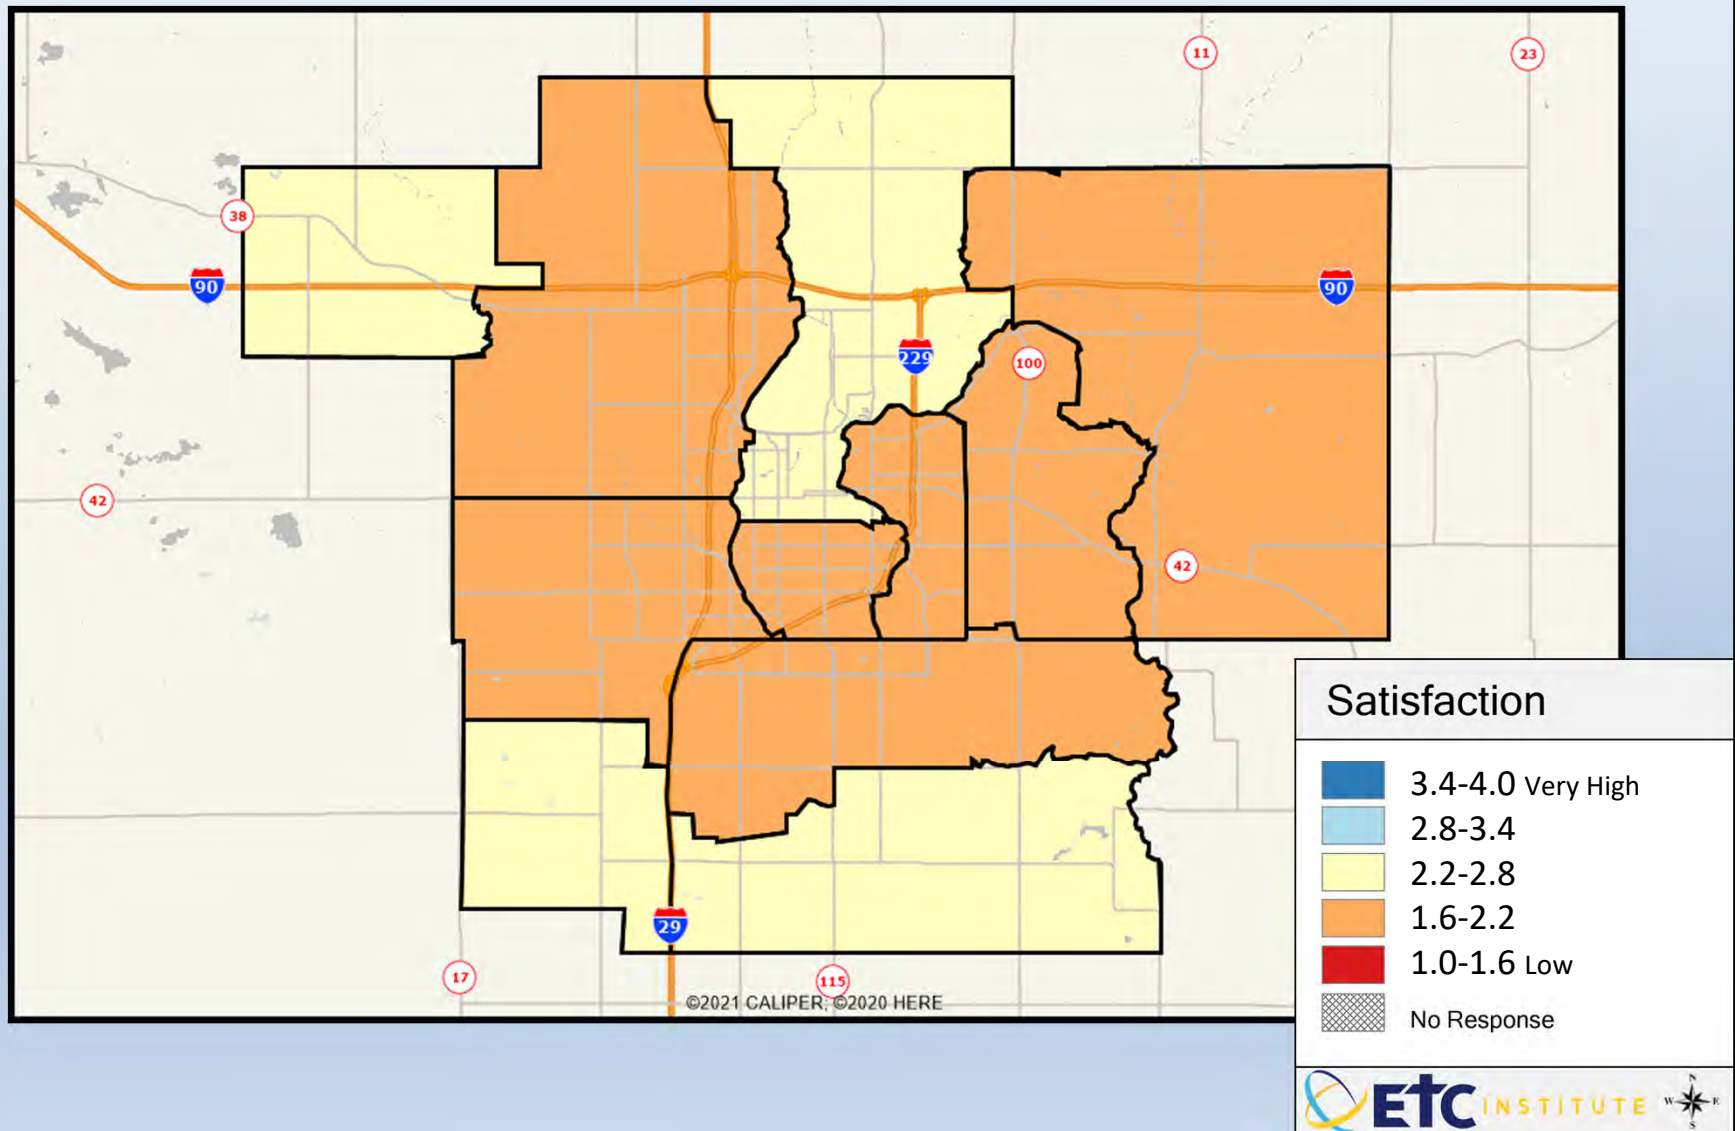 11
23
38
90
90
229
100
42
42
29
17
115
©2021 CALIPER; ©2020 HERE
Satisfaction
3.4-4.0 Very High
2.8-3.4
2.2-2.8
1.6-2.2
1.0-1.6 Low
No Response
ETC INSTITUTE
N
W E
S